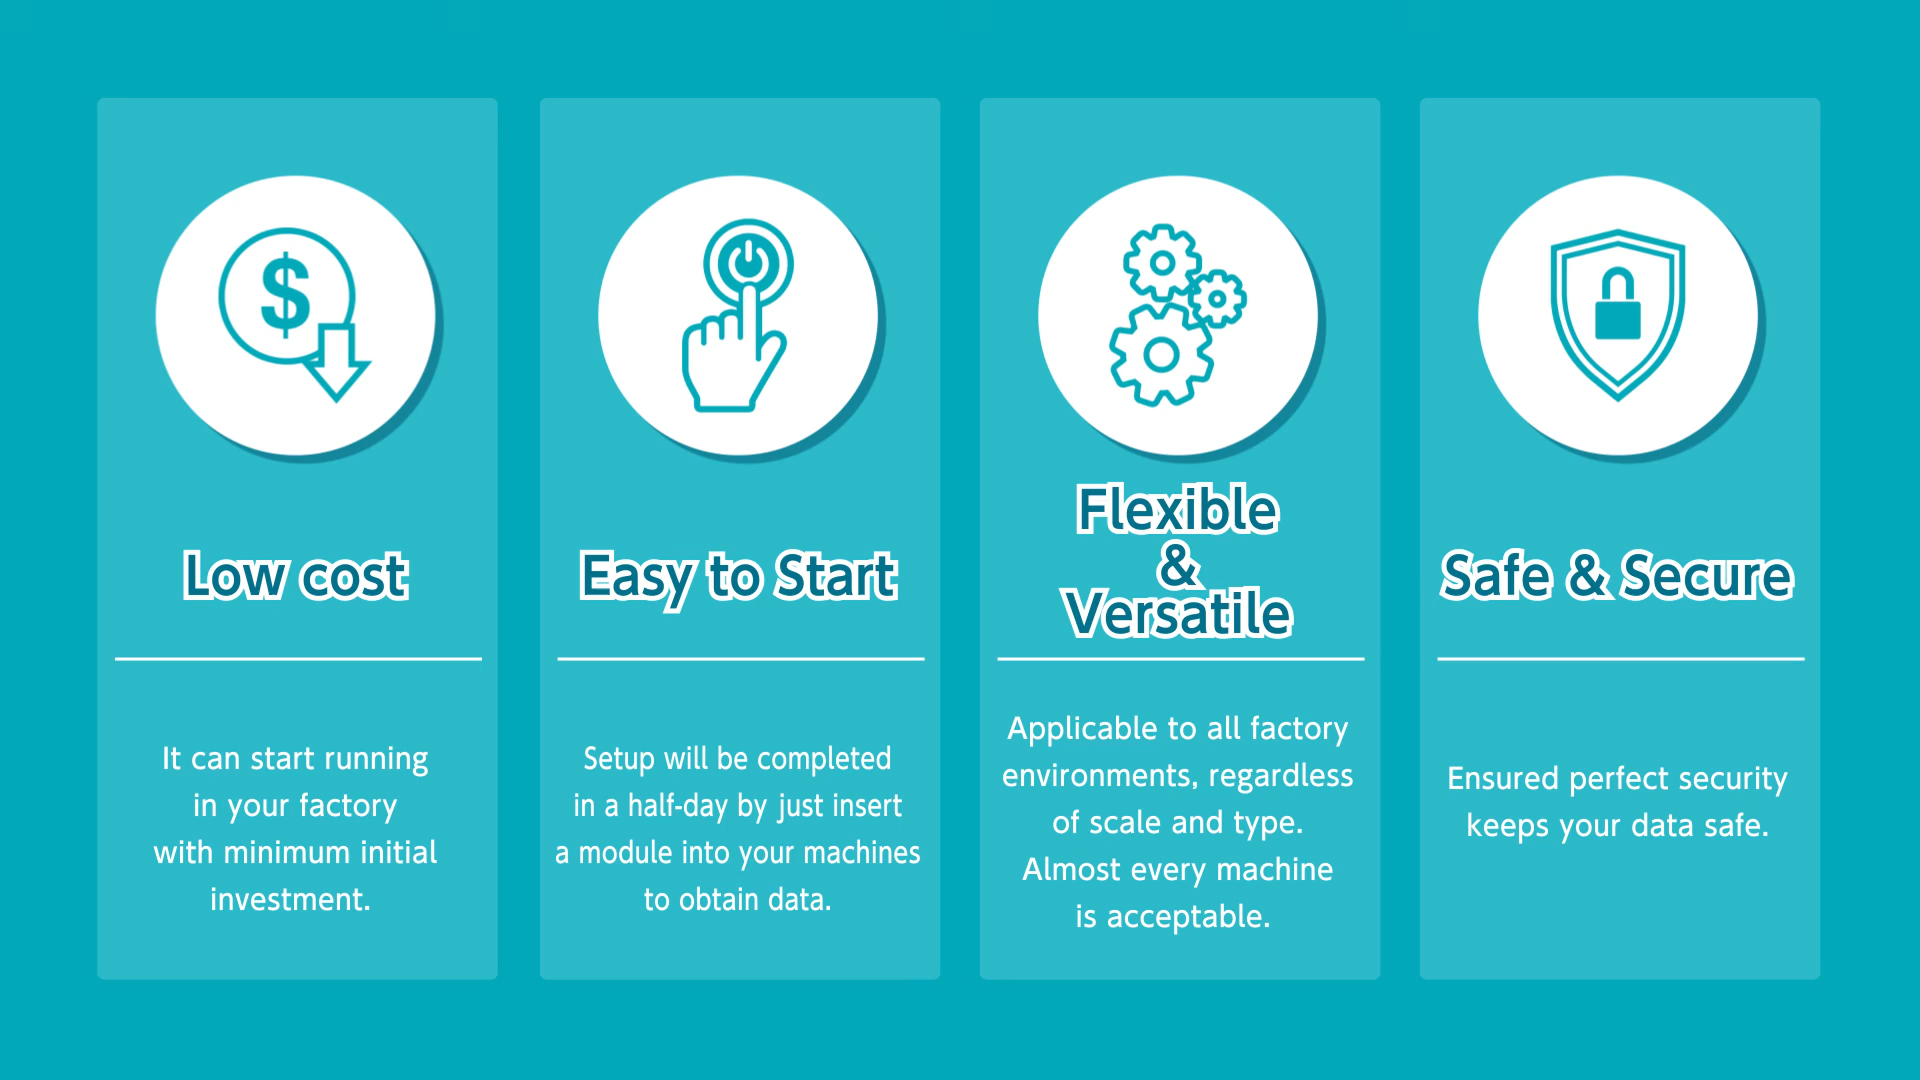 $
Low cost
It can start running
in your factory
with minimum initial
investment.
Easy to Start
Setup will be completed
in a half-day by just insert
a module into your machines
to obtain data.
Flexible
&
Versatile
Applicable to all factory
environments, regardless
of scale and type.
Almost every machine
is acceptable.
Safe & Secure
Ensured perfect security
keeps your data safe.